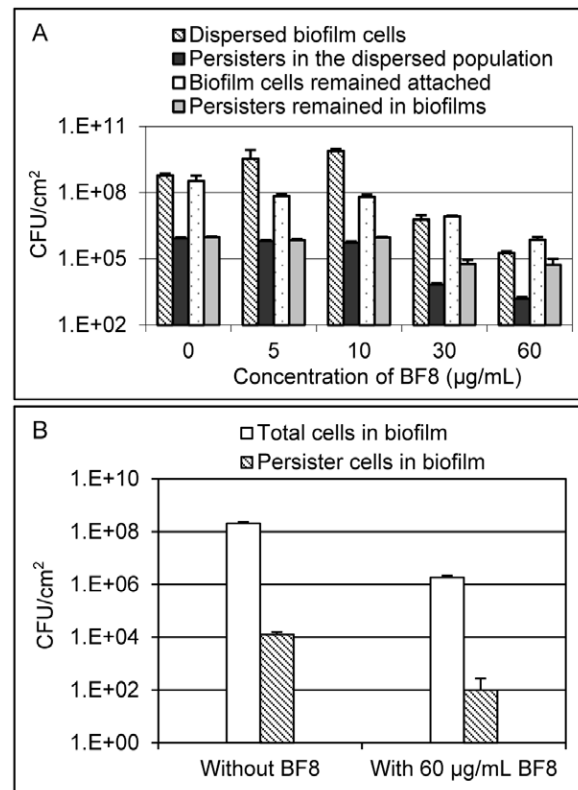 A
Dispersed biofilm cells
Persisters in the dispersed population
Biofilm cells remained attached
Persisters remained in biofilms
1.E+11
1.E+08
1.E+05
1.E+02
CFU/cm²
0 5 10 30 60
Concentration of BF8 (µg/mL)
B
Total cells in biofilm
Persister cells in biofilm
1.E+10
1.E+08
1.E+06
1.E+04
1.E+02
1.E+00
CFU/cm²
Without BF8 With 60 µg/mL BF8